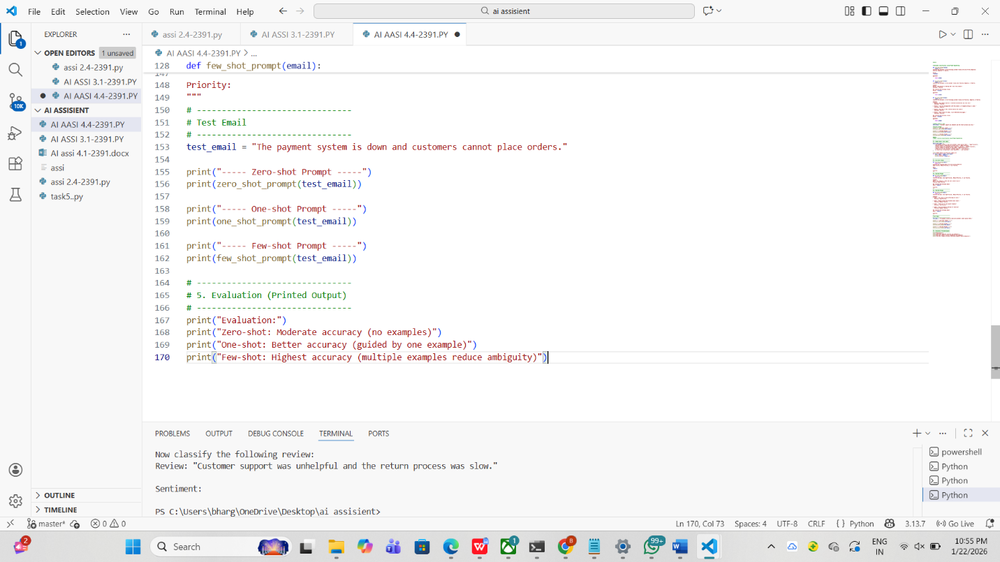 File Edit Selection View Go Run Terminal Help
ai assisient
EXPLORER
OPEN EDITORS 1 unsaved
assi 2.4-2391.py
AI ASSI 3.1-2391.PY
AI AASI 4.4-2391.PY
AI ASSISIENT
AI AASI 4.4-2391.PY
AI ASSI 3.1-2391.PY
AI assi 4.1-2391.docx
assi
assi 2.4-2391.py
task5..py
OUTLINE
TIMELINE
1
10K
assi 2.4-2391.py
AI ASSI 3.1-2391.PY
AI AASI 4.4-2391.PY
AI AASI 4.4-2391.PY > ...
128 def few_shot_prompt(email):
148 Priority:
149 """
150 # -------------------------------
151 # Test Email
152 # -------------------------------
153 test_email = "The payment system is down and customers cannot place orders."
154
155 print("----- Zero-shot Prompt -----")
156 print(zero_shot_prompt(test_email))
157
158 print("----- One-shot Prompt -----")
159 print(one_shot_prompt(test_email))
160
161 print("----- Few-shot Prompt -----")
162 print(few_shot_prompt(test_email))
163
164 # -------------------------------
165 # 5. Evaluation (Printed Output)
166 # -------------------------------
167 print("Evaluation:")
168 print("Zero-shot: Moderate accuracy (no examples)")
169 print("One-shot: Better accuracy (guided by one example)")
170 print("Few-shot: Highest accuracy (multiple examples reduce ambiguity)")
PROBLEMS OUTPUT DEBUG CONSOLE TERMINAL PORTS
Now classify the following review:
Review: "Customer support was unhelpful and the return process was slow."
Sentiment:
PS C:\Users\bharg\OneDrive\Desktop\ai assisient>
powershell
Python
Python
Python
master* 0 0 Ln 170, Col 73 Spaces: 4 UTF-8 CRLF { } Python 3.13.7 Go Live
2 Search 1 8 99+ ENG IN 10:55 PM 1/22/2026